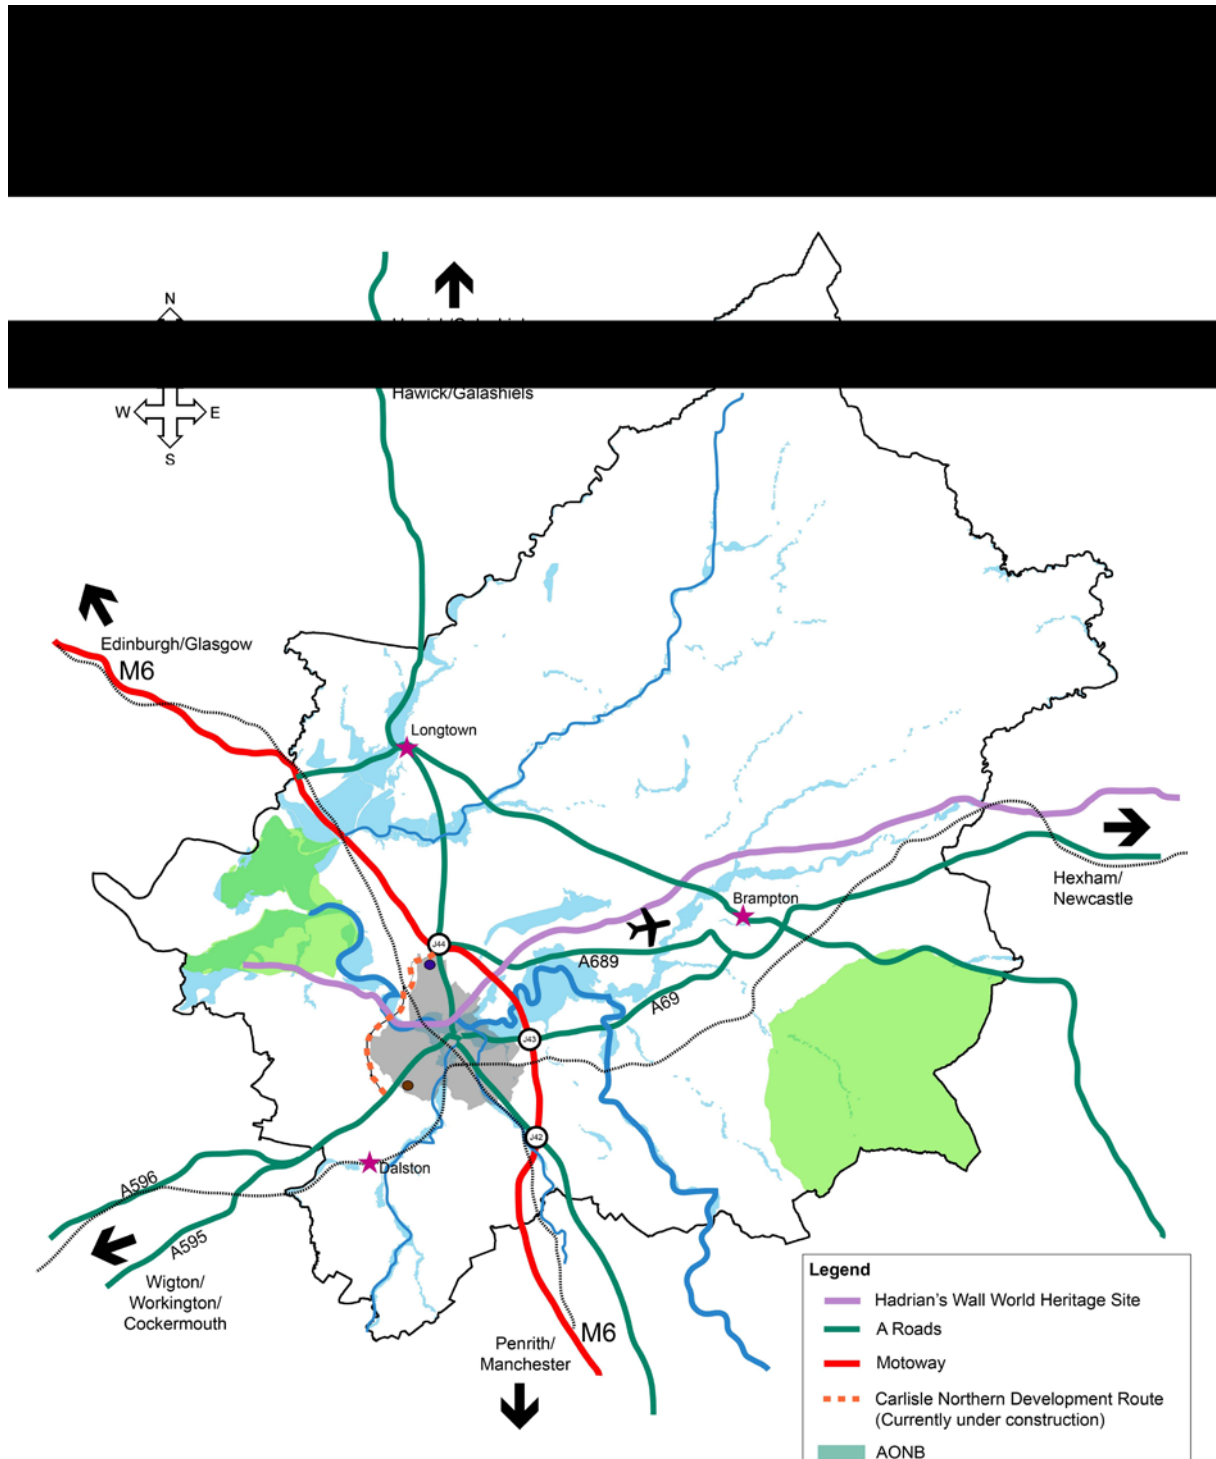 N
W
E
S
Hawick/Galashiels
Edinburgh/Glasgow
M6
Longtown
Brampton
Hexham/
Newcastle
J44
A689
A69
J43
J42
Dalston
A596
A595
Wigton/
Workington/
Cockermouth
Penrith/
Manchester
M6
Legend
Hadrian's Wall World Heritage Site
A Roads
Motoway
Carlisle Northern Development Route
(Currently under construction)
AONB